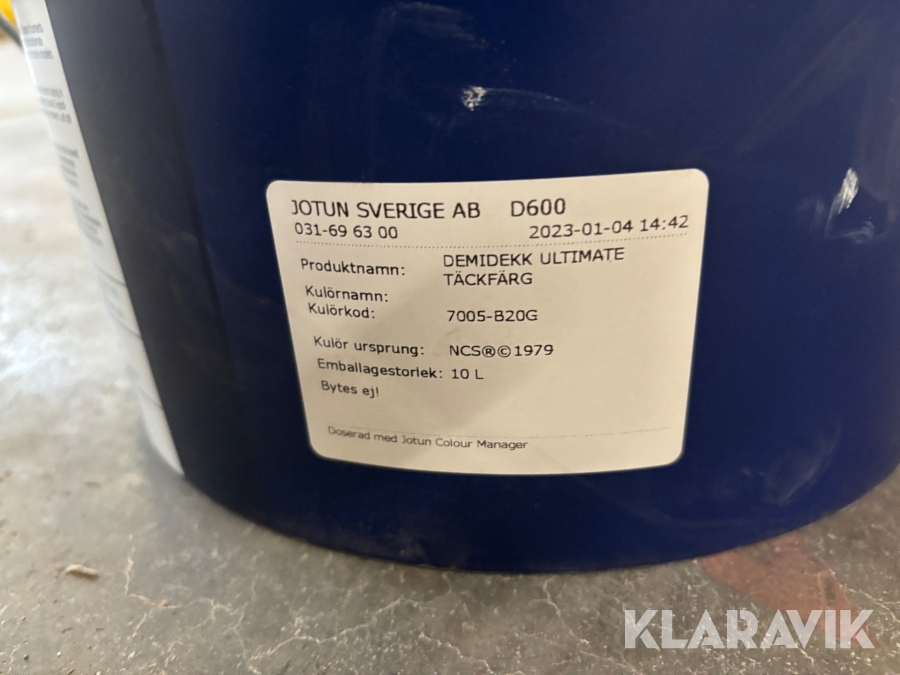 JOTUN SVERIGE AB D600
031-69 63 00 2023-01-04 14:42
Produktnamn: DEMIDEKK ULTIMATE
TÄCKFÄRG
Kulörnamn:
Kulörkod: 7005-B20G
Kulör ursprung: NCS®©1979
Emballagestorlek: 10 L
Bytes ej!
Doserad med Jotun Colour Manager
KLARAVIK